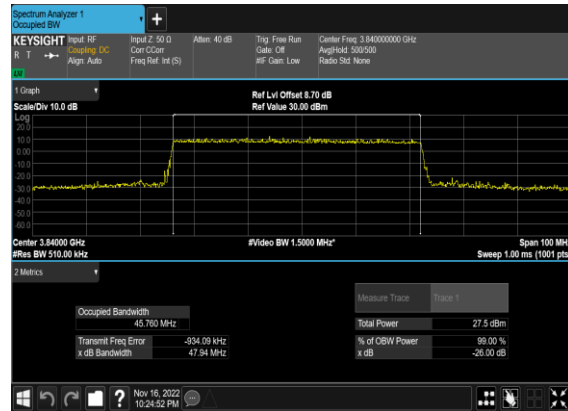 Spectrum Analyzer 1
Occupied BW
+
KEYSIGHT Input: RF Input Z: 50 Ω Atten: 40 dB Trig: Free Run Center Freq: 3.840000000 GHz
R T Coupling: DC Corr CCorr Gate: Off Avg|Hold: 500/500
Align: Auto Freq Ref: Int (S) #IF Gain: Low Radio Std: None
LW
1 Graph
Ref Lvl Offset 8.70 dB
Scale/Div 10.0 dB Ref Value 30.00 dBm
Log
20.0
10.0
0.00
-10.0
-20.0
-30.0
-40.0
-50.0
-60.0
Center 3.84000 GHz #Video BW 1.5000 MHz* Span 100 MH
#Res BW 510.00 kHz Sweep 1.00 ms (1001 pts
2 Metrics
Measure Trace Trace 1
Occupied Bandwidth
45.760 MHz
Total Power 27.5 dBm
Transmit Freq Error -934.09 kHz % of OBW Power 99.00 %
x dB Bandwidth 47.94 MHz x dB -26.00 dB
? Nov 16, 2022
10:24:52 PM